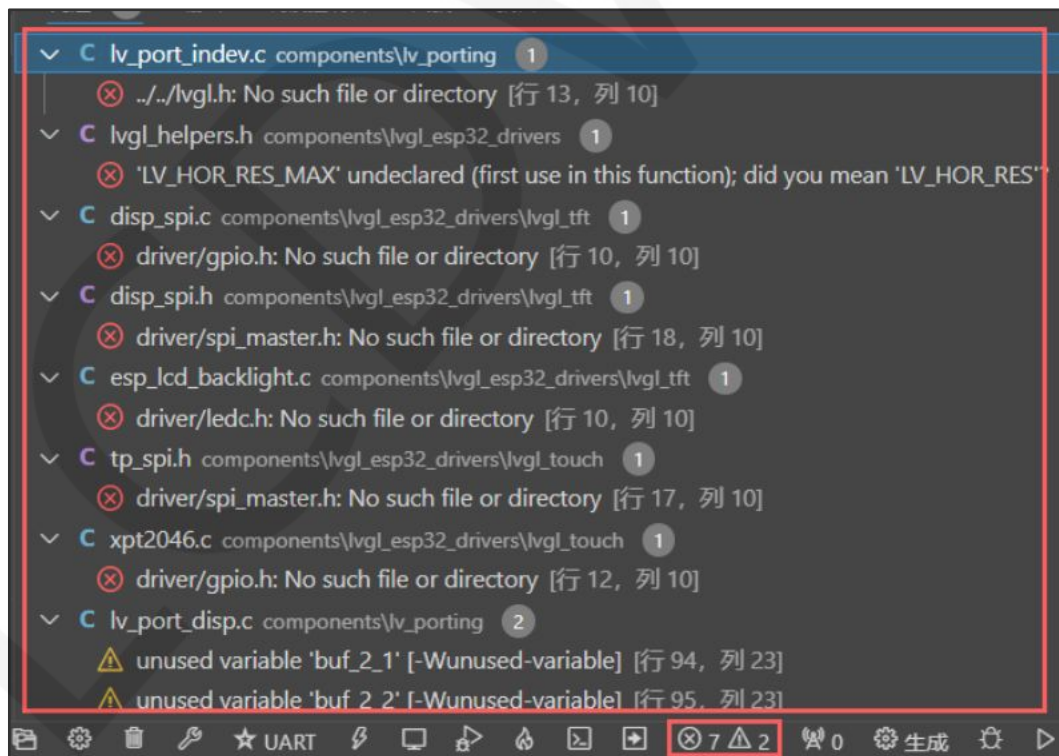 lv_port_indev.c components\lv_porting 1
../../lvgl.h: No such file or directory [行 13, 列 10]
lvgl_helpers.h components\lvgl_esp32_drivers 1
'LV_HOR_RES_MAX' undeclared (first use in this function); did you mean 'LV_HOR_RES'?
disp_spi.c components\lvgl_esp32_drivers\lvgl_tft 1
driver/gpio.h: No such file or directory [行 10, 列 10]
disp_spi.h components\lvgl_esp32_drivers\lvgl_tft 1
driver/spi_master.h: No such file or directory [行 18, 列 10]
esp_lcd_backlight.c components\lvgl_esp32_drivers\lvgl_tft 1
driver/ledc.h: No such file or directory [行 10, 列 10]
tp_spi.h components\lvgl_esp32_drivers\lvgl_touch 1
driver/spi_master.h: No such file or directory [行 17, 列 10]
xpt2046.c components\lvgl_esp32_drivers\lvgl_touch 1
driver/gpio.h: No such file or directory [行 12, 列 10]
lv_port_disp.c components\lv_porting 2
unused variable 'buf_2_1' [-Wunused-variable] [行 94, 列 23]
unused variable 'buf_2_2' [-Wunused-variable] [行 95, 列 23]
UART 7 2 0 生成